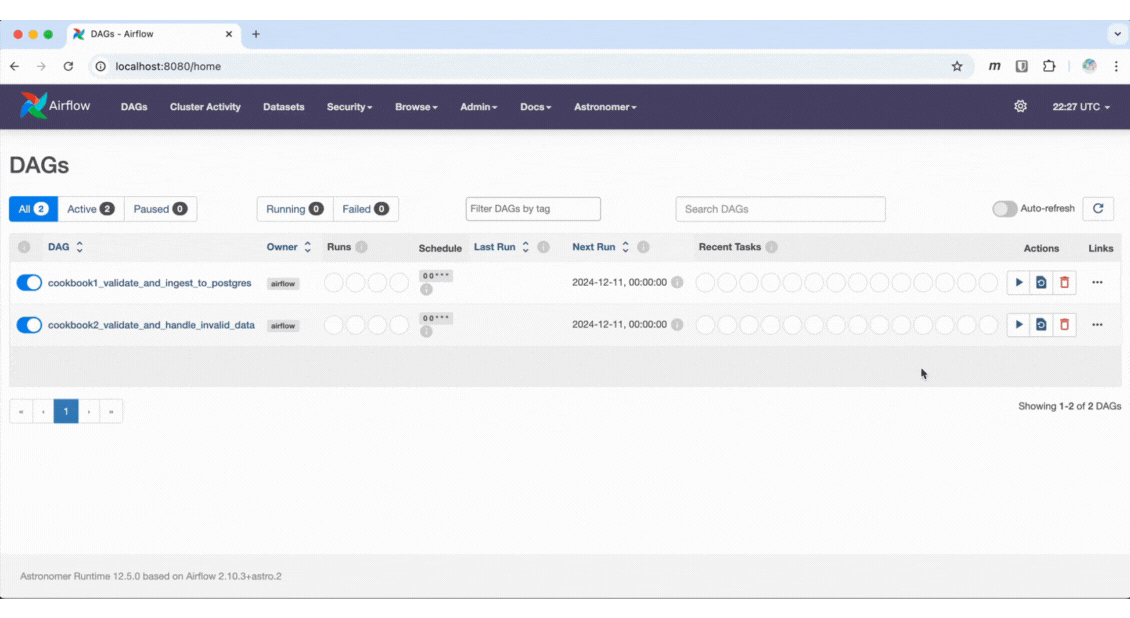 DAGs - Airflow
localhost:8080/home
Airflow DAGs Cluster Activity Datasets Security Browse Admin Docs Astronomer 22:27 UTC
DAGs
All 2 Active 2 Paused 0 Running 0 Failed 0 Filter DAGs by tag Search DAGs Auto-refresh
DAG Owner Runs Schedule Last Run Next Run Recent Tasks Actions Links
cookbook1_validate_and_ingest_to_postgres airflow 0 0 * * * 2024-12-11, 00:00:00
cookbook2_validate_and_handle_invalid_data airflow 0 0 * * * 2024-12-11, 00:00:00
« ‹ 1 › » Showing 1-2 of 2 DAGs
Astronomer Runtime 12.5.0 based on Airflow 2.10.3+astro.2